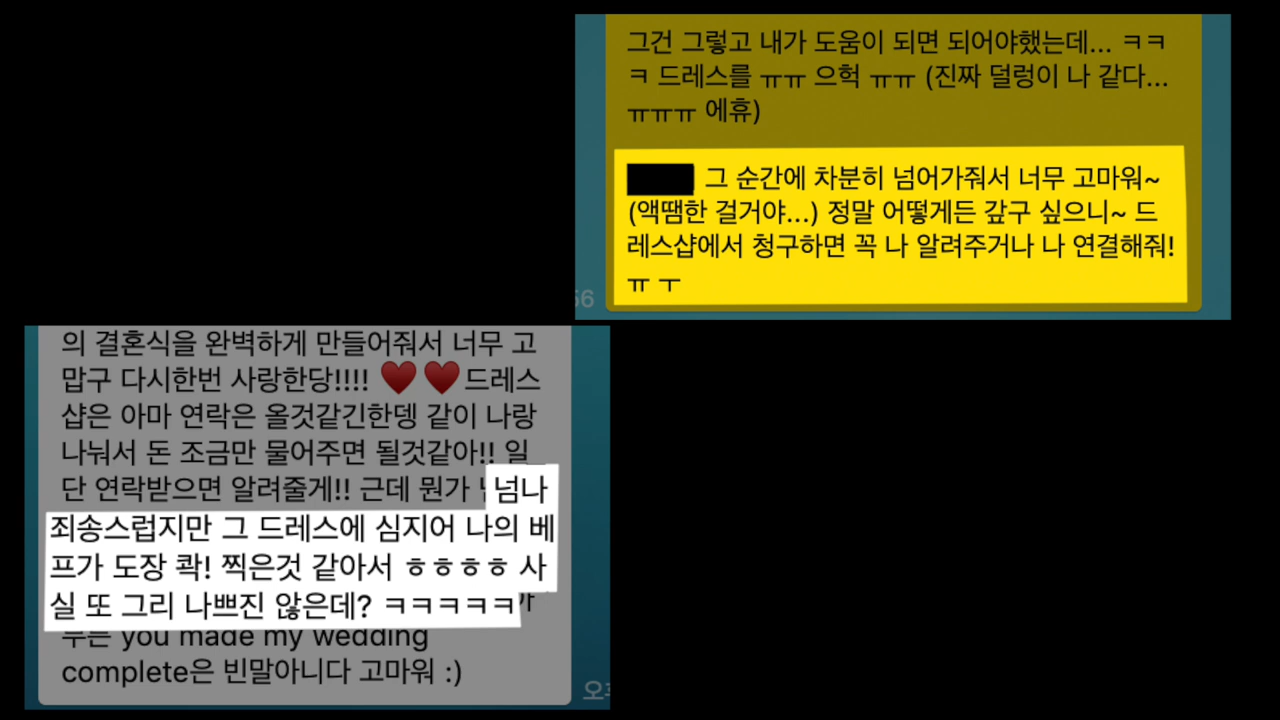 그건 그렇고 내가 도움이 되면 되어야했는데... ㅋㅋ
ㅋ 드레스를 ㅠㅠ 으헉 ㅠㅠ (진짜 덜렁이 나 같다...
ㅠㅠㅠ 에휴)
그 순간에 차분히 넘어가줘서 너무 고마워~
(액땜한 걸거야...) 정말 어떻게든 갚구 싶으니~ 드
레스샵에서 청구하면 꼭 나 알려주거나 나 연결해줘!
ㅠ ㅜ
56
의 결혼식을 완벽하게 만들어줘서 너무 고
맙구 다시한번 사랑한당!!!! ♥️ ♥️드레스
샵은 아마 연락은 올것같긴한뎅 같이 나랑
나눠서 돈 조금만 물어주면 될것같아!! 일
단 연락받으면 알려줄게!! 근데 뭔가 넘나
죄송스럽지만 그 드레스에 심지어 나의 베
프가 도장 콱! 찍은것 같아서 ㅎㅎㅎㅎ 사
실 또 그리 나쁘진 않은데? ㅋㅋㅋㅋㅋ
you made my wedding
complete은 빈말아니다 고마워 :)